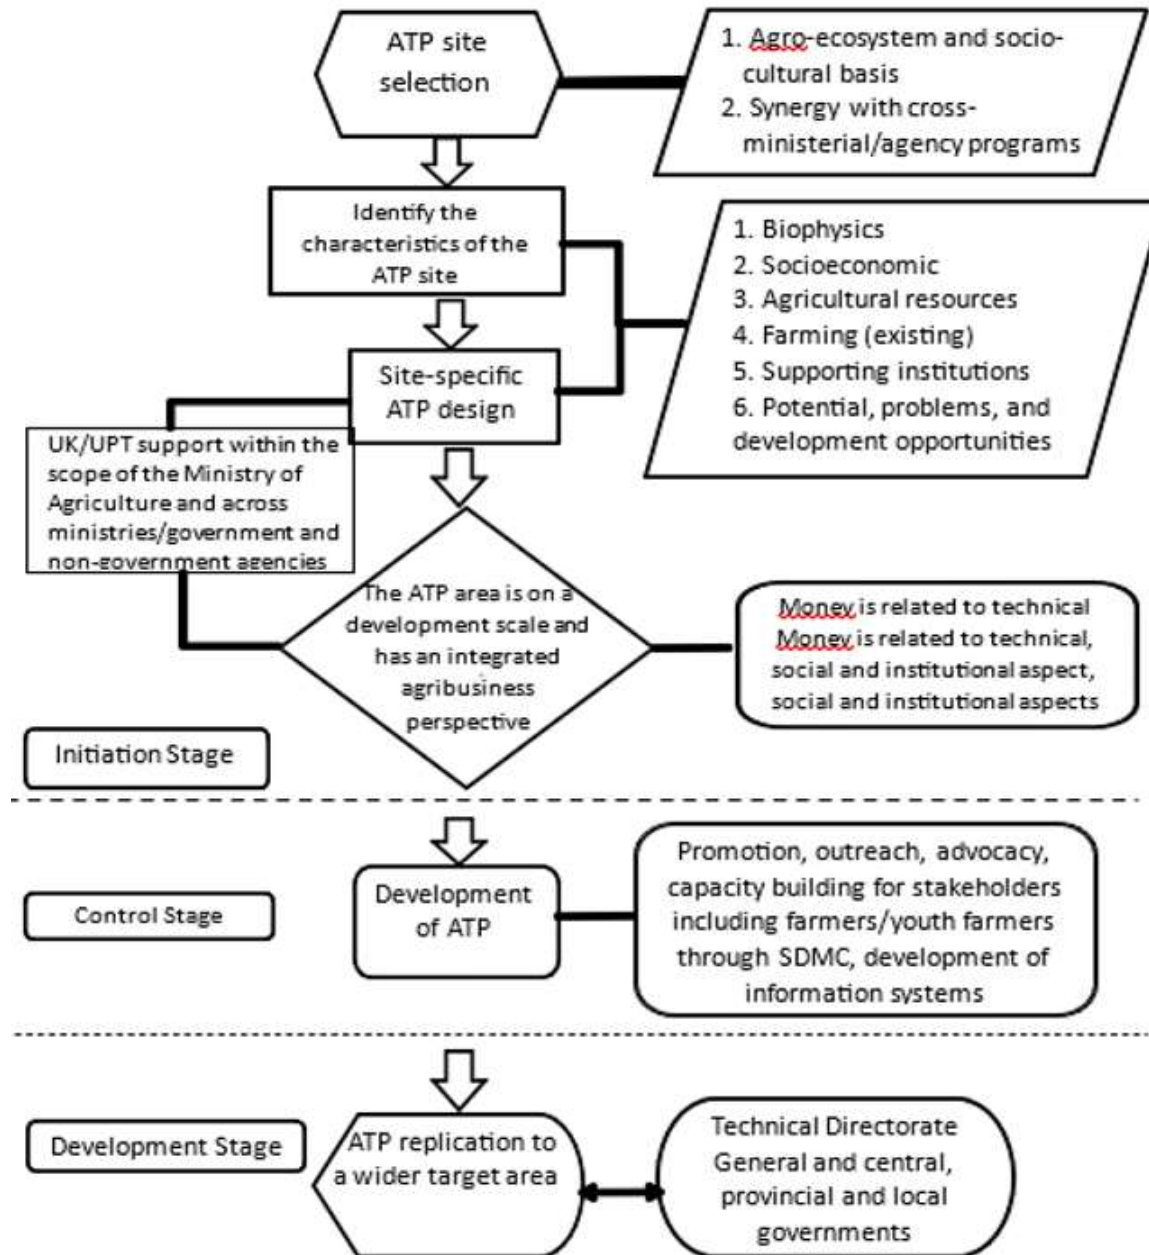 ATP site
selection
1. Agro-ecosystem and socio-
cultural basis
2. Synergy with cross-
ministerial/agency programs
Identify the
characteristics of the
ATP site
1. Biophysics
2. Socioeconomic
3. Agricultural resources
4. Farming (existing)
5. Supporting institutions
6. Potential, problems, and
development opportunities
Site-specific
ATP design
UK/UPT support within the
scope of the Ministry of
Agriculture and across
ministries/government and
non-government agencies
The ATP area is on a
development scale and
has an integrated
agribusiness
perspective
Money is related to technical
Money is related to technical,
social and institutional aspect,
social and institutional aspects
Initiation Stage
Control Stage
Development
of ATP
Promotion, outreach, advocacy,
capacity building for stakeholders
including farmers/youth farmers
through SDMC, development of
information systems
Development Stage
ATP replication to
a wider target area
Technical Directorate
General and central,
provincial and local
governments